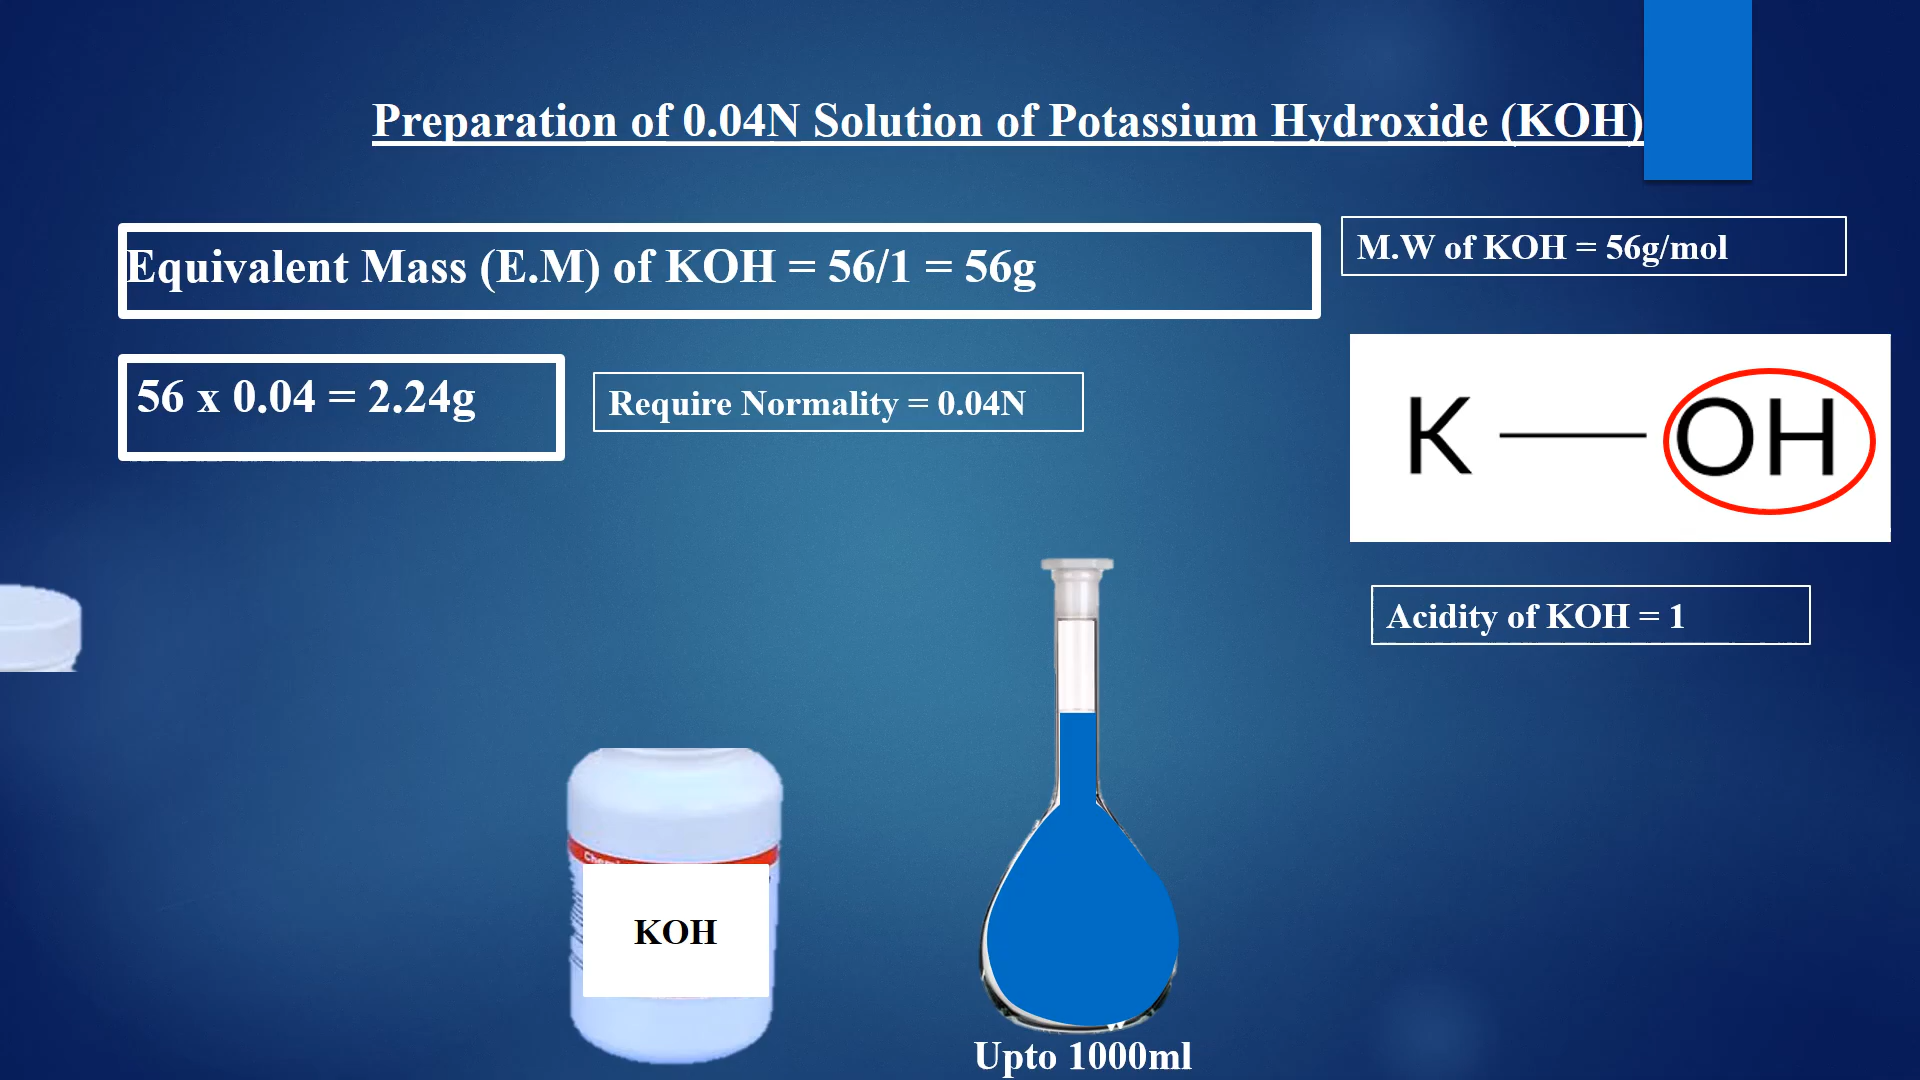 Preparation of 0.04N Solution of Potassium Hydroxide (KOH)
Equivalent Mass (E.M) of KOH = 56/1 = 56g
M.W of KOH = 56g/mol
56 x 0.04 = 2.24g
Require Normality = 0.04N
K OH
Acidity of KOH = 1
KOH
Upto 1000ml